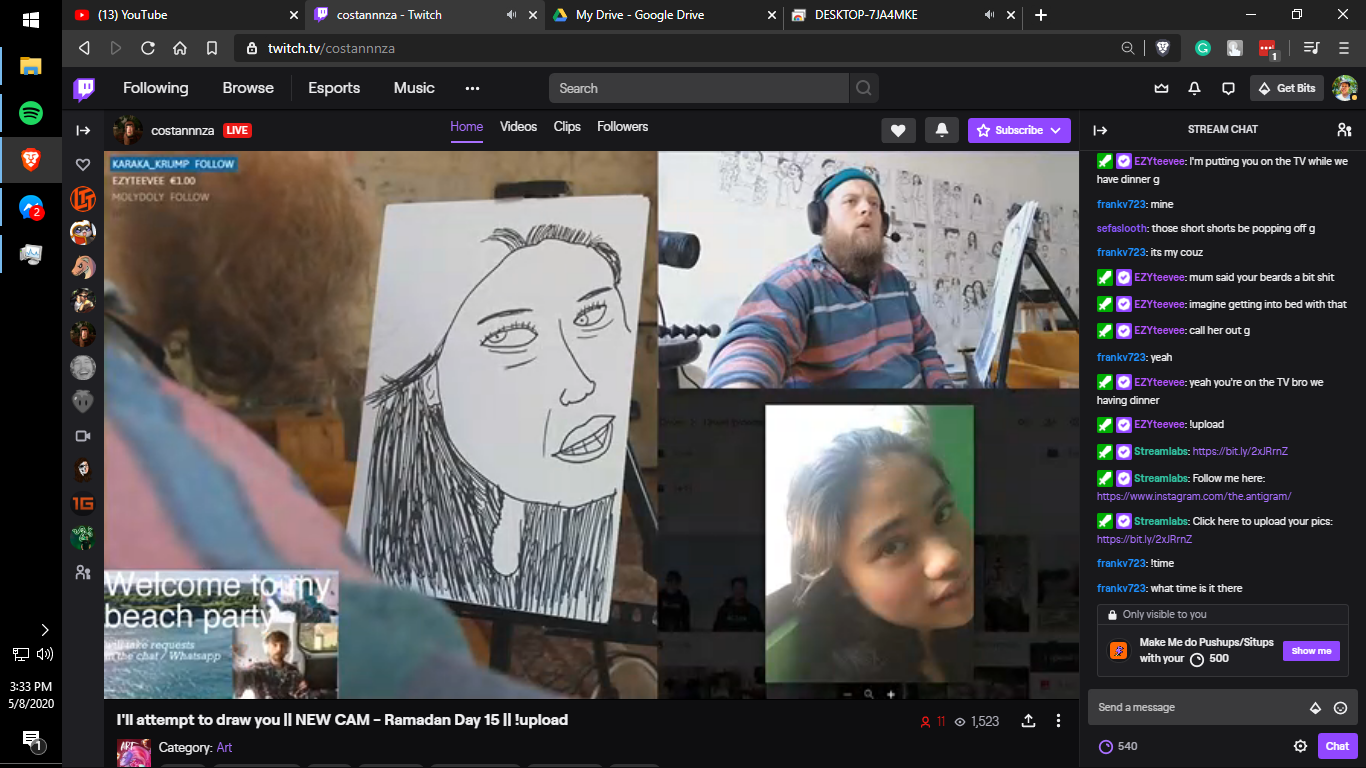 (13) YouTube
costannnza - Twitch
My Drive - Google Drive
DESKTOP-7JA4MKE
twitch.tv/costannnza
1
Following
Browse
Esports
Music
Search
Get Bits
costannnza
LIVE
Home
Videos
Clips
Followers
Subscribe
STREAM CHAT
KARAKA_KRUMP FOLLOW
EZYTEEVEE €1.00
MOLYDOLY FOLLOW
Welcome to my
beach party
will take requests
in the chat / Whatsapp
EZYteevee: I'm putting you on the TV while we
have dinner g
frankv723: mine
sefaslooth: those short shorts be popping off g
frankv723: its my couz
EZYteevee: mum said your beards a bit shit
EZYteevee: imagine getting into bed with that
EZYteevee: call her out g
frankv723: yeah
EZYteevee: yeah you're on the TV bro we
having dinner
EZYteevee: !upload
Streamlabs: https://bit.ly/2xJRrnZ
Streamlabs: Follow me here:
https://www.instagram.com/the.antigram/
Streamlabs: Click here to upload your pics:
https://bit.ly/2xJRrnZ
frankv723: !time
frankv723: what time is it there
Only visible to you
Make Me do Pushups/Situps
with your 500
Show me
Send a message
540
Chat
I'll attempt to draw you || NEW CAM - Ramadan Day 15 || !upload
11
1,523
ART
Category: Art
2
1G
3:33 PM
5/8/2020
1